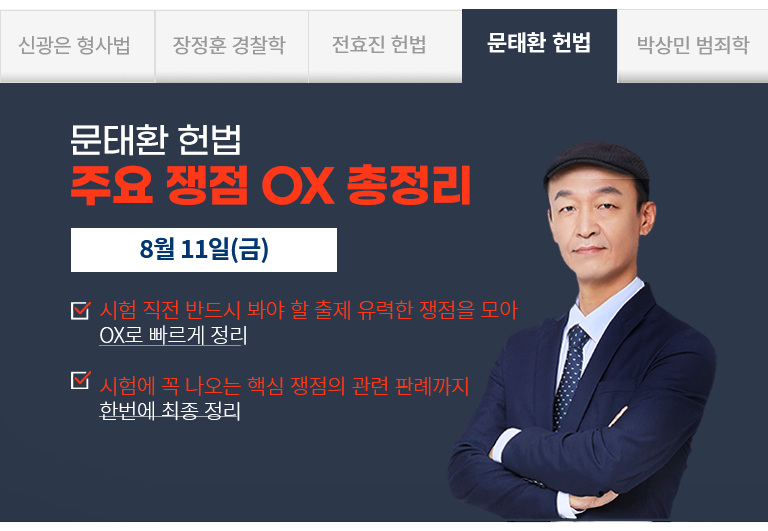 신광은 형사법
장정훈 경찰학
전효진 헌법
문태환 헌법
박상민 범죄학
문태환 헌법
주요 쟁점 OX 총정리
8월 11일(금)
시험 직전 반드시 봐야 할 출제 유력한 쟁점을 모아
OX로 빠르게 정리
시험에 꼭 나오는 핵심 쟁점의 관련 판례까지
한번에 최종 정리